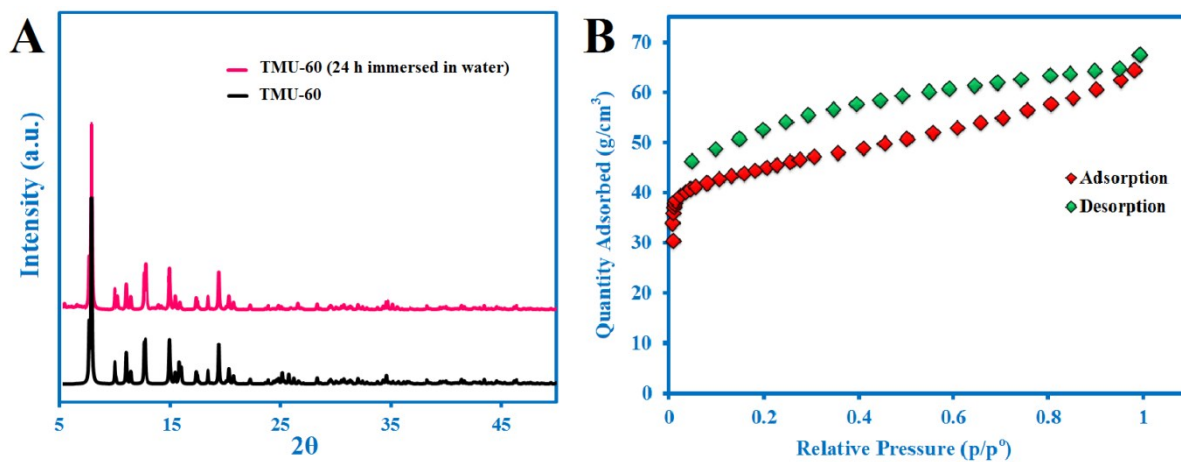 A
TMU-60 (24 h immersed in water)
TMU-60
Intensity (a.u.)
5
15
25
35
45
2θ
B
70
60
50
40
30
20
10
0
Quantity Adsorbed (g/cm³)
Adsorption
Desorption
0
0.2
0.4
0.6
0.8
1
Relative Pressure (p/pº)